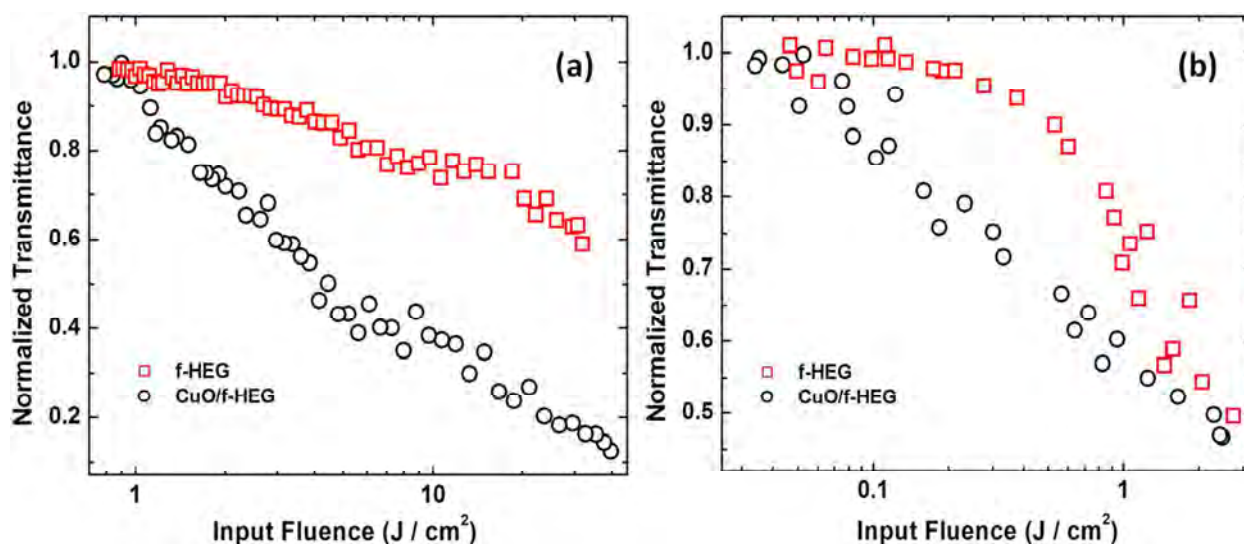 (a)
Normalized Transmittance
1.0
0.8
0.6
0.4
0.2
f-HEG
CuO/f-HEG
1
10
Input Fluence (J / cm²)
(b)
Normalized Transmittance
1.0
0.9
0.8
0.7
0.6
0.5
f-HEG
CuO/f-HEG
0.1
1
Input Fluence (J / cm²)